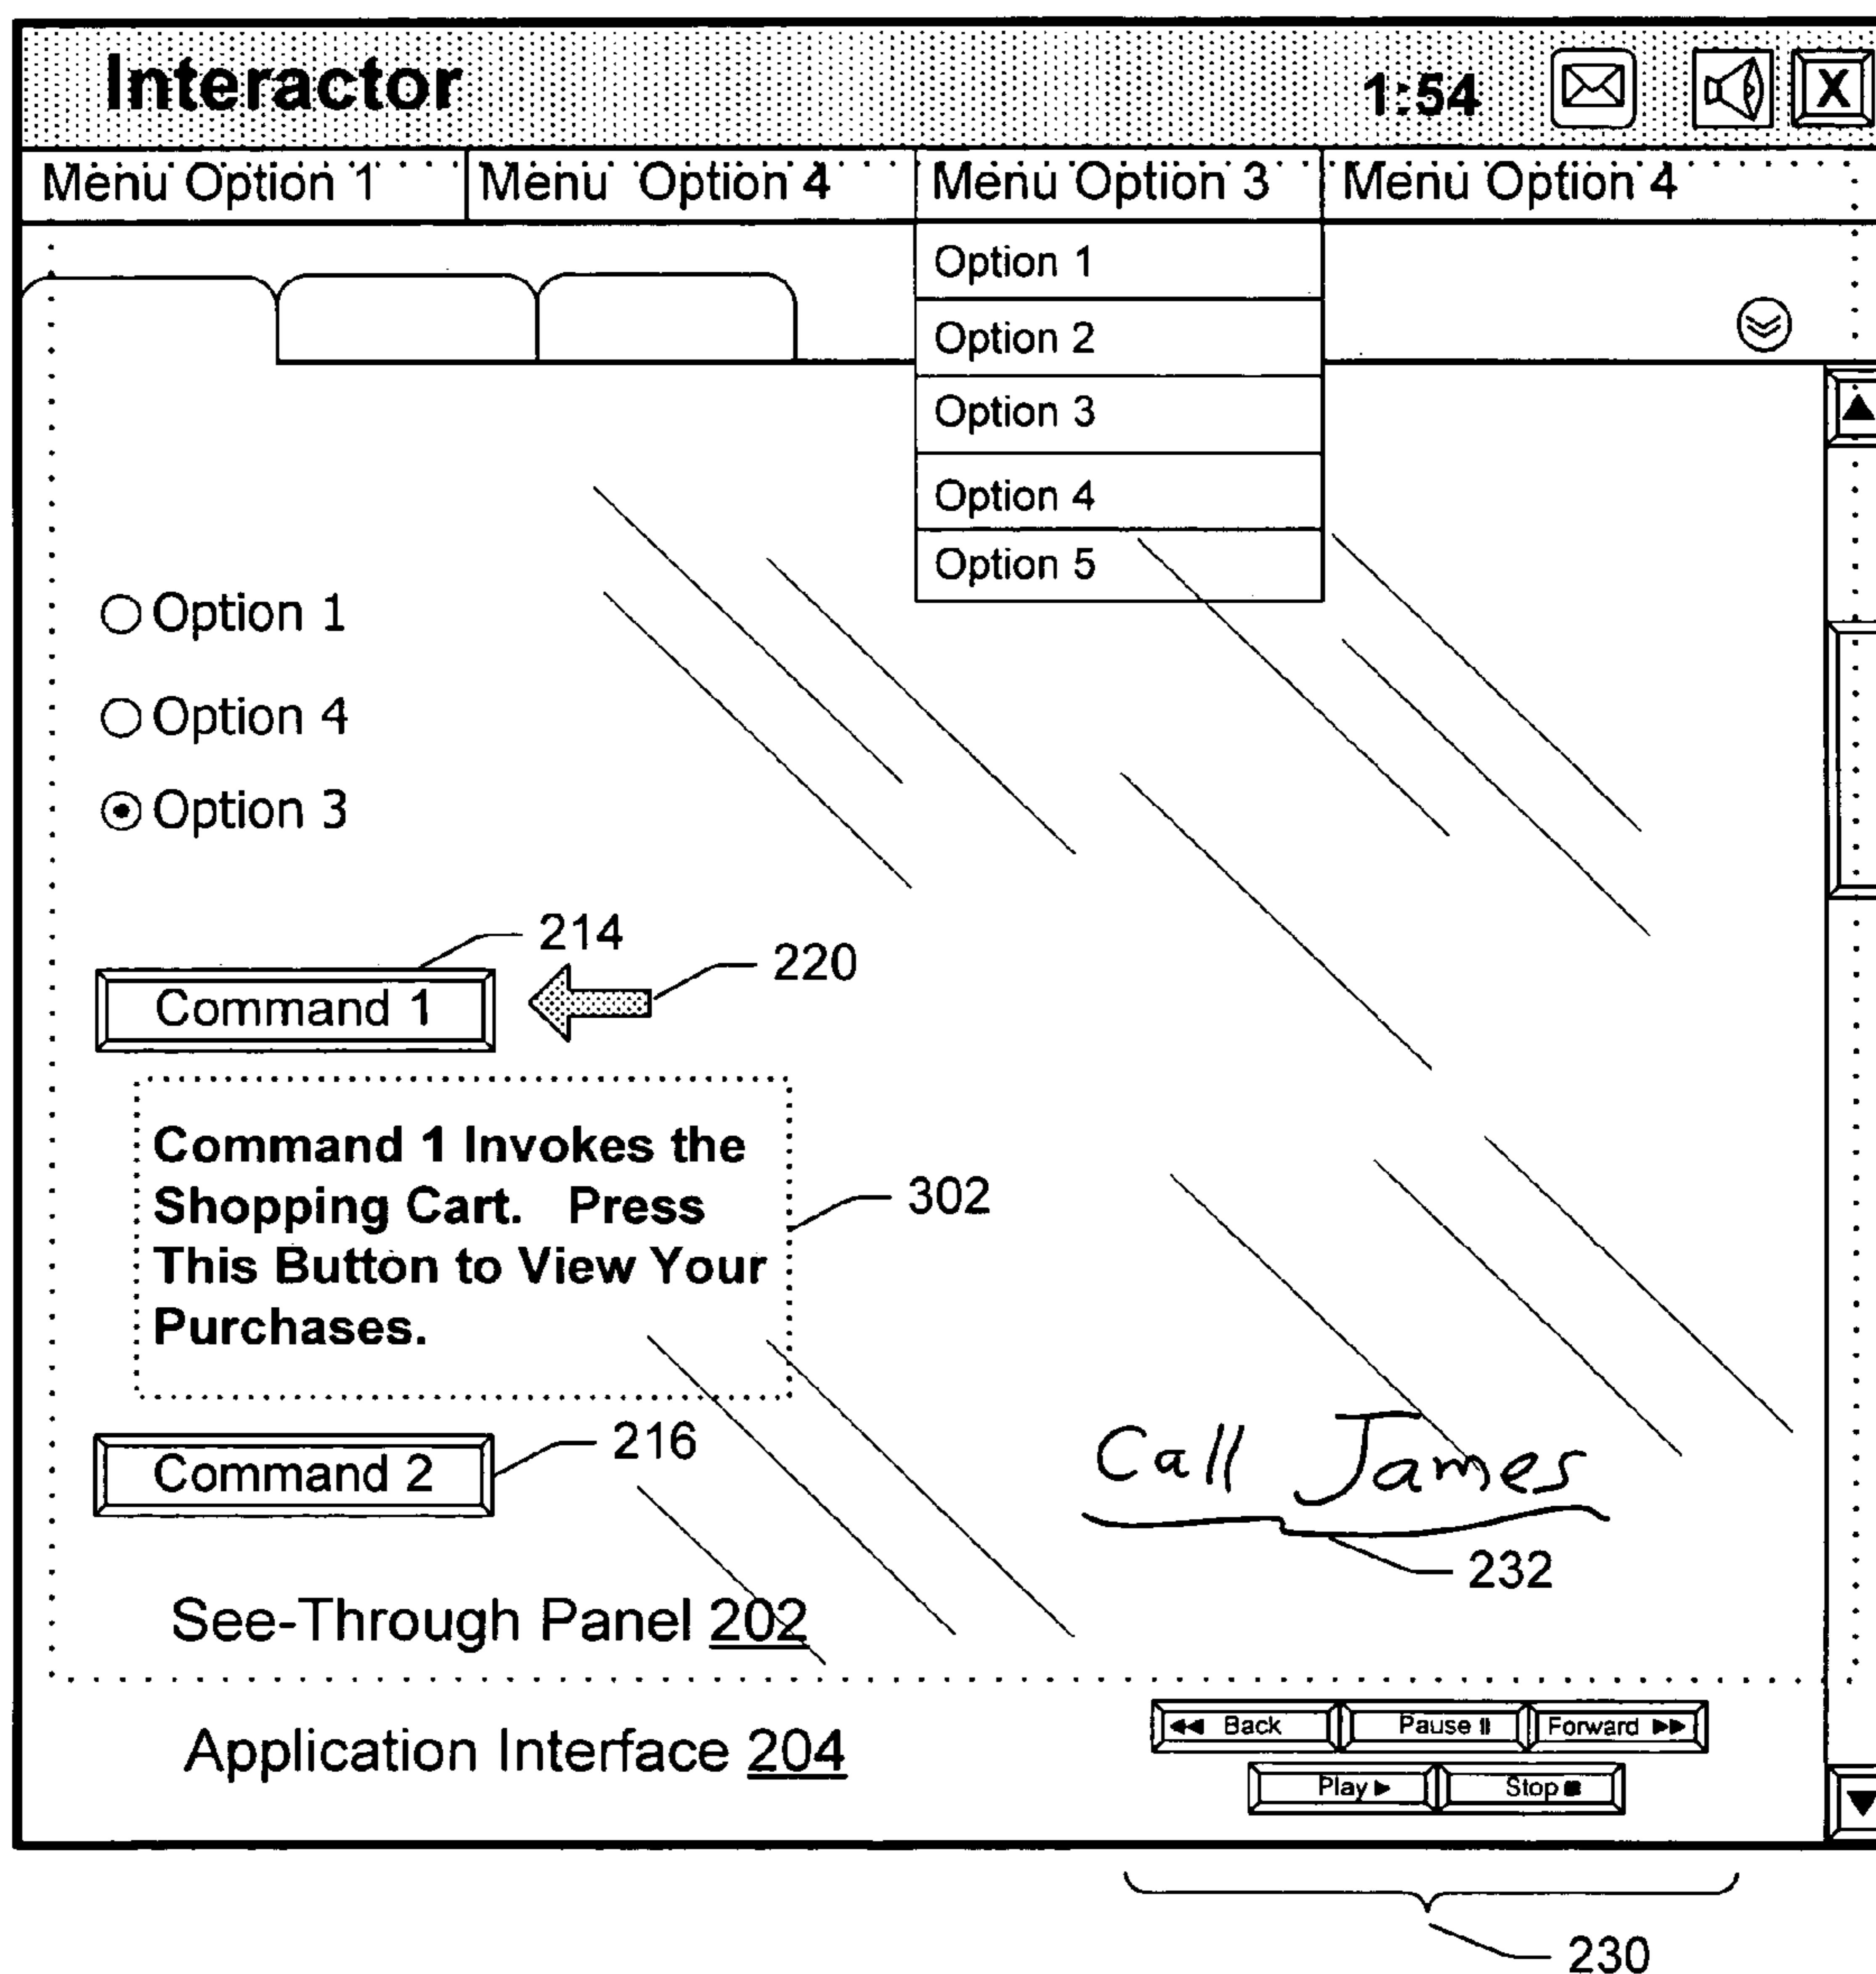 Interactor 1:54 X
Menu Option 1 Menu Option 4 Menu Option 3 Menu Option 4
Option 1
Option 2
Option 3
Option 4
Option 5
Option 1
Option 4
Option 3
214
220
Command 1
Command 1 Invokes the
Shopping Cart. Press
This Button to View Your
Purchases.
302
216
Command 2
Call James
232
See-Through Panel 202
Application Interface 204
Back Pause Forward
Play Stop
230